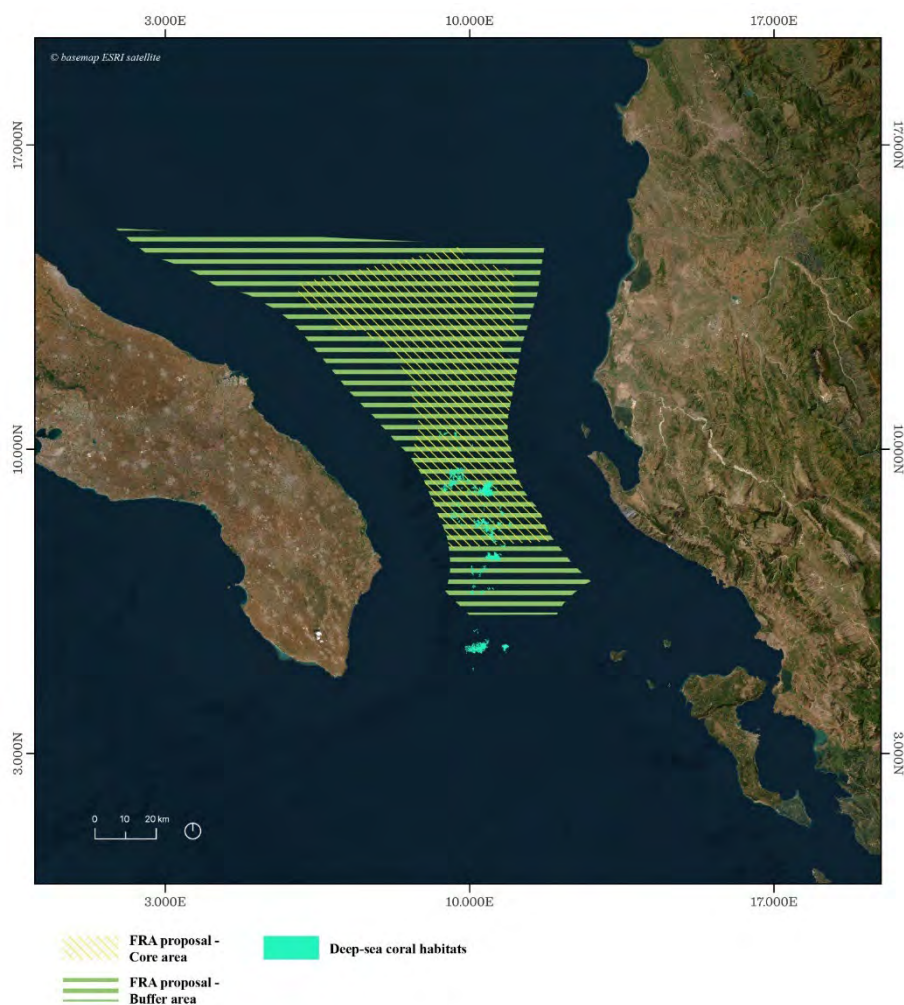 3.000E 10.000E 17.000E
© basemap ESRI satellite
17.000N 17.000N
10.000N 10.000N
3.000N 3.000N
0 10 20 km
3.000E 10.000E 17.000E
FRA proposal -
Core area
Deep-sea coral habitats
FRA proposal -
Buffer area